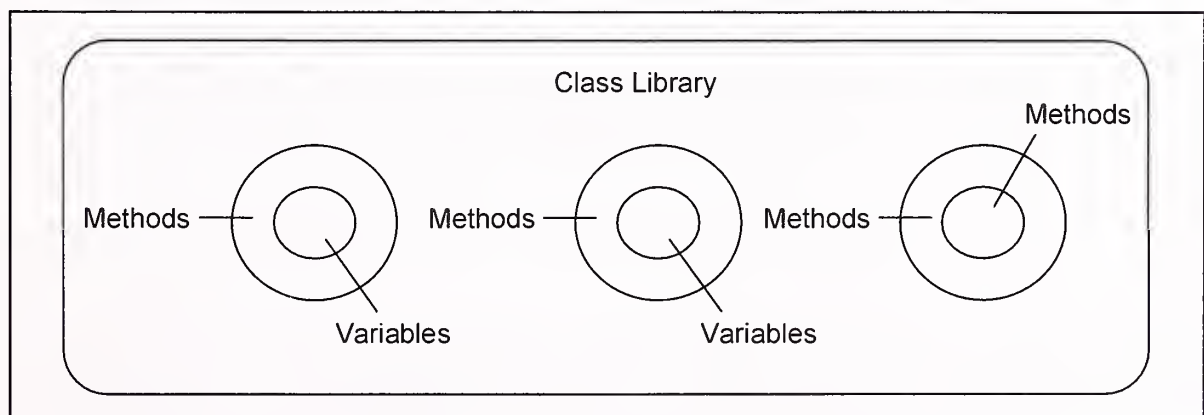 Class Library
Methods
Methods
Methods
Methods
Variables
Variables